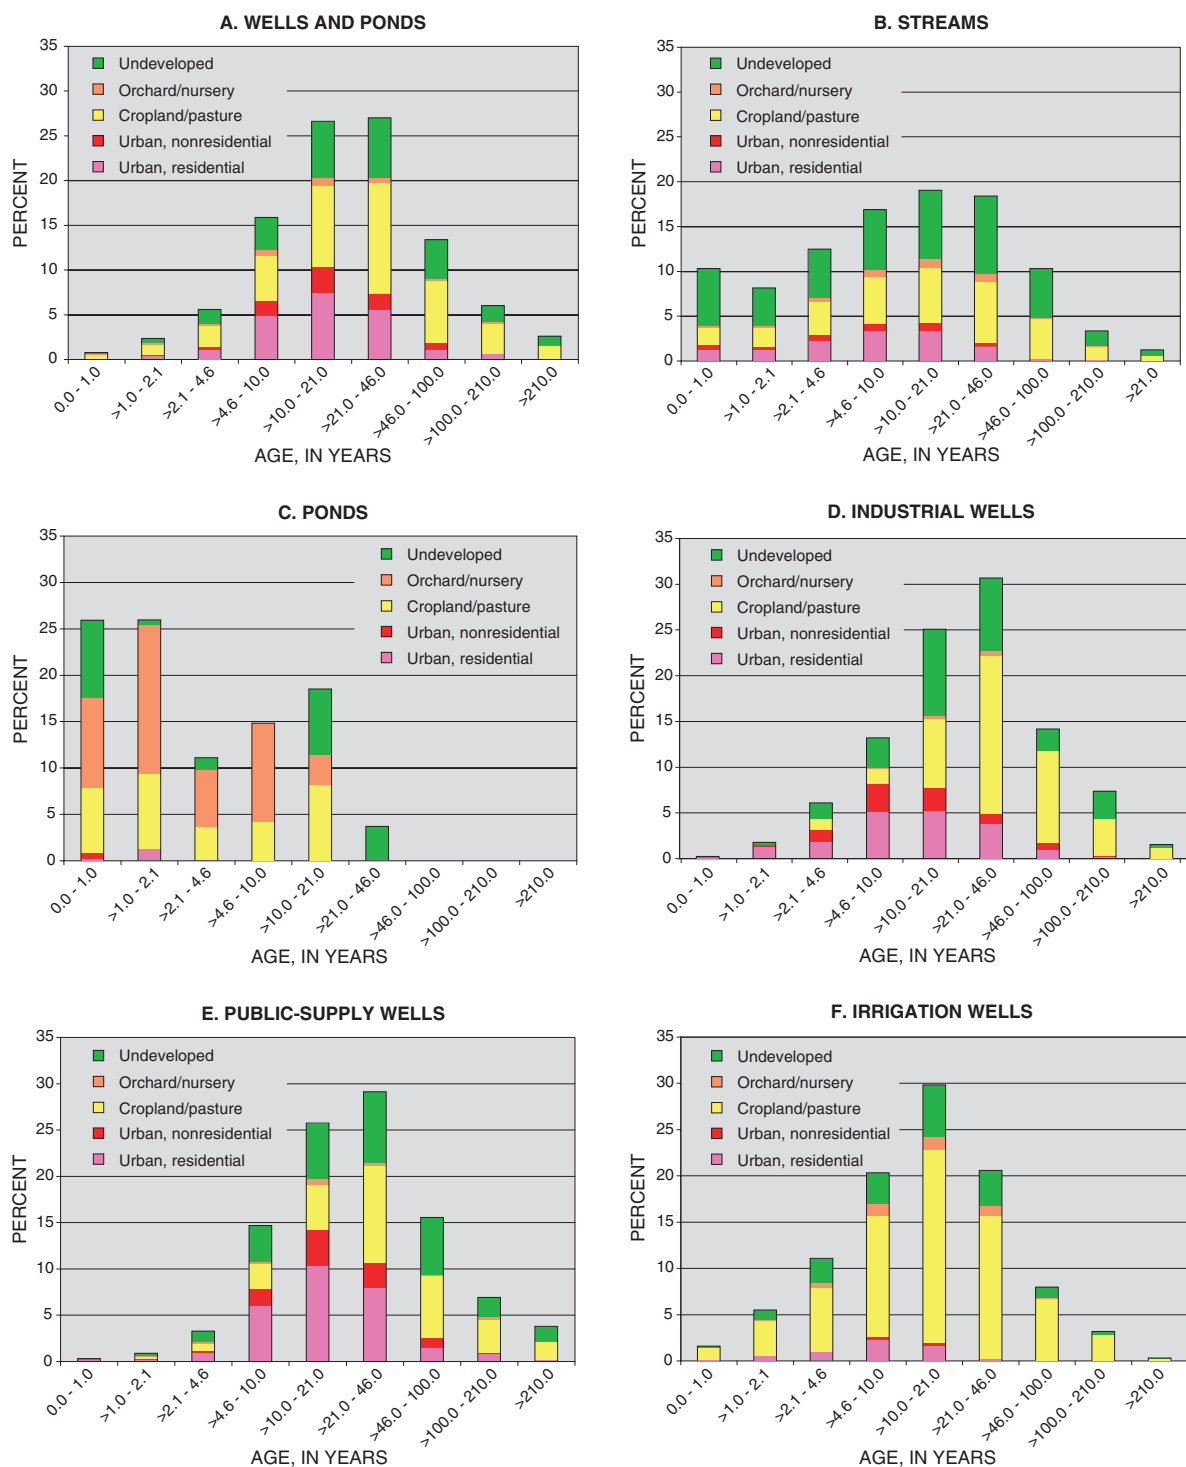 A. WELLS AND PONDS
35
30
25
20
15
10
5
0
PERCENT
Undeveloped
Orchard/nursery
Cropland/pasture
Urban, nonresidential
Urban, residential
0.0 - 1.0
>1.0 - 2.1
>2.1 - 4.6
>4.6 - 10.0
>10.0 - 21.0
>21.0 - 46.0
>46.0 - 100.0
>100.0 - 210.0
>210.0
AGE, IN YEARS
B. STREAMS
35
30
25
20
15
10
5
0
PERCENT
Undeveloped
Orchard/nursery
Cropland/pasture
Urban, nonresidential
Urban, residential
0.0 - 1.0
>1.0 - 2.1
>2.1 - 4.6
>4.6 - 10.0
>10.0 - 21.0
>21.0 - 46.0
>46.0 - 100.0
>100.0 - 210.0
>21.0
AGE, IN YEARS
C. PONDS
35
30
25
20
15
10
5
0
PERCENT
Undeveloped
Orchard/nursery
Cropland/pasture
Urban, nonresidential
Urban, residential
0.0 - 1.0
>1.0 - 2.1
>2.1 - 4.6
>4.6 - 10.0
>10.0 - 21.0
>21.0 - 46.0
>46.0 - 100.0
>100.0 - 210.0
>210.0
AGE, IN YEARS
D. INDUSTRIAL WELLS
35
30
25
20
15
10
5
0
PERCENT
Undeveloped
Orchard/nursery
Cropland/pasture
Urban, nonresidential
Urban, residential
0.0 - 1.0
>1.0 - 2.1
>2.1 - 4.6
>4.6 - 10.0
>10.0 - 21.0
>21.0 - 46.0
>46.0 - 100.0
>100.0 - 210.0
>210.0
AGE, IN YEARS
E. PUBLIC-SUPPLY WELLS
35
30
25
20
15
10
5
0
PERCENT
Undeveloped
Orchard/nursery
Cropland/pasture
Urban, nonresidential
Urban, residential
0.0 - 1.0
>1.0 - 2.1
>2.1 - 4.6
>4.6 - 10.0
>10.0 - 21.0
>21.0 - 46.0
>46.0 - 100.0
>100.0 - 210.0
>210.0
AGE, IN YEARS
F. IRRIGATION WELLS
35
30
25
20
15
10
5
0
PERCENT
Undeveloped
Orchard/nursery
Cropland/pasture
Urban, nonresidential
Urban, residential
0.0 - 1.0
>1.0 - 2.1
>2.1 - 4.6
>4.6 - 10.0
>10.0 - 21.0
>21.0 - 46.0
>46.0 - 100.0
>100.0 - 210.0
>210.0
AGE, IN YEARS